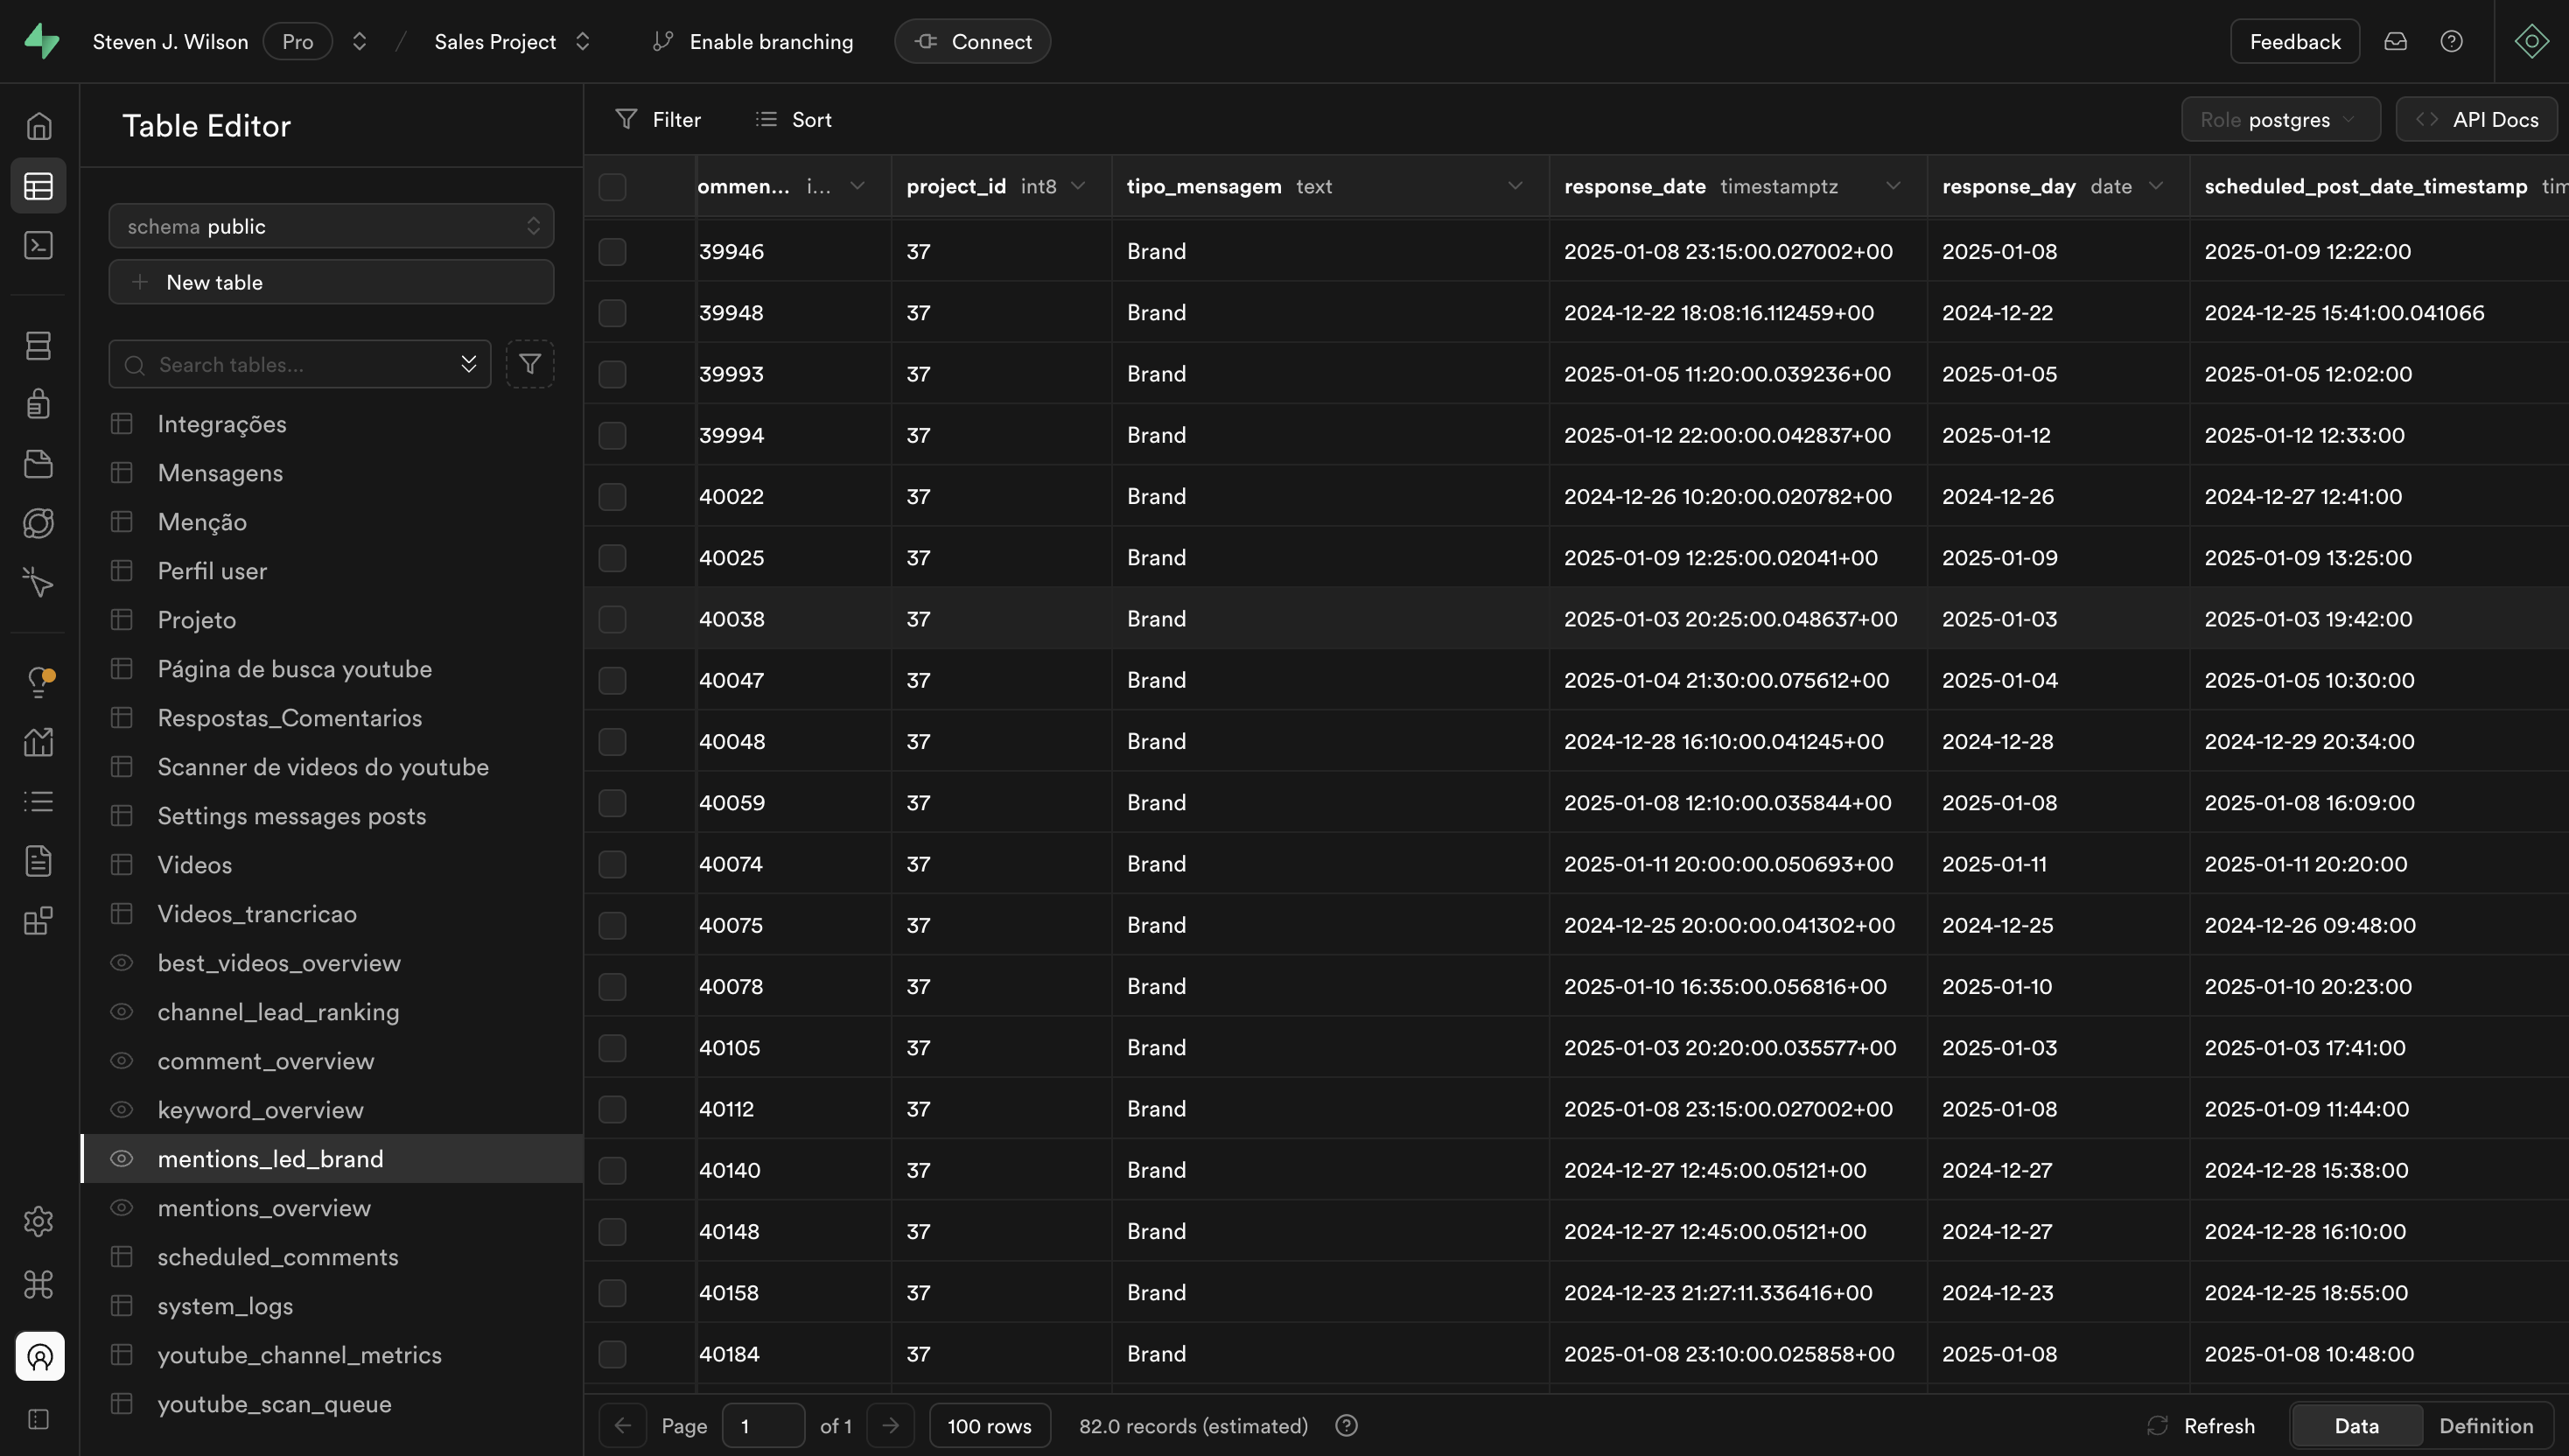 Steven J. Wilson Pro / Sales Project Enable branching Connect Feedback
Table Editor
schema public
New table
Search tables...
Integrações
Mensagens
Menção
Perfil user
Projeto
Página de busca youtube
Respostas_Comentarios
Scanner de videos do youtube
Settings messages posts
Videos
Videos_trancricao
best_videos_overview
channel_lead_ranking
comment_overview
keyword_overview
mentions_led_brand
mentions_overview
scheduled_comments
system_logs
youtube_channel_metrics
youtube_scan_queue
Filter Sort Role postgres API Docs
ommen... i... project_id int8 tipo_mensagem text response_date timestamptz response_day date scheduled_post_date_timestamp tim
39946 37 Brand 2025-01-08 23:15:00.027002+00 2025-01-08 2025-01-09 12:22:00
39948 37 Brand 2024-12-22 18:08:16.112459+00 2024-12-22 2024-12-25 15:41:00.041066
39993 37 Brand 2025-01-05 11:20:00.039236+00 2025-01-05 2025-01-05 12:02:00
39994 37 Brand 2025-01-12 22:00:00.042837+00 2025-01-12 2025-01-12 12:33:00
40022 37 Brand 2024-12-26 10:20:00.020782+00 2024-12-26 2024-12-27 12:41:00
40025 37 Brand 2025-01-09 12:25:00.02041+00 2025-01-09 2025-01-09 13:25:00
40038 37 Brand 2025-01-03 20:25:00.048637+00 2025-01-03 2025-01-03 19:42:00
40047 37 Brand 2025-01-04 21:30:00.075612+00 2025-01-04 2025-01-05 10:30:00
40048 37 Brand 2024-12-28 16:10:00.041245+00 2024-12-28 2024-12-29 20:34:00
40059 37 Brand 2025-01-08 12:10:00.035844+00 2025-01-08 2025-01-08 16:09:00
40074 37 Brand 2025-01-11 20:00:00.050693+00 2025-01-11 2025-01-11 20:20:00
40075 37 Brand 2024-12-25 20:00:00.041302+00 2024-12-25 2024-12-26 09:48:00
40078 37 Brand 2025-01-10 16:35:00.056816+00 2025-01-10 2025-01-10 20:23:00
40105 37 Brand 2025-01-03 20:20:00.035577+00 2025-01-03 2025-01-03 17:41:00
40112 37 Brand 2025-01-08 23:15:00.027002+00 2025-01-08 2025-01-09 11:44:00
40140 37 Brand 2024-12-27 12:45:00.05121+00 2024-12-27 2024-12-28 15:38:00
40148 37 Brand 2024-12-27 12:45:00.05121+00 2024-12-27 2024-12-28 16:10:00
40158 37 Brand 2024-12-23 21:27:11.336416+00 2024-12-23 2024-12-25 18:55:00
40184 37 Brand 2025-01-08 23:10:00.025858+00 2025-01-08 2025-01-08 10:48:00
Page 1 of 1 100 rows 82.0 records (estimated) Refresh Data Definition